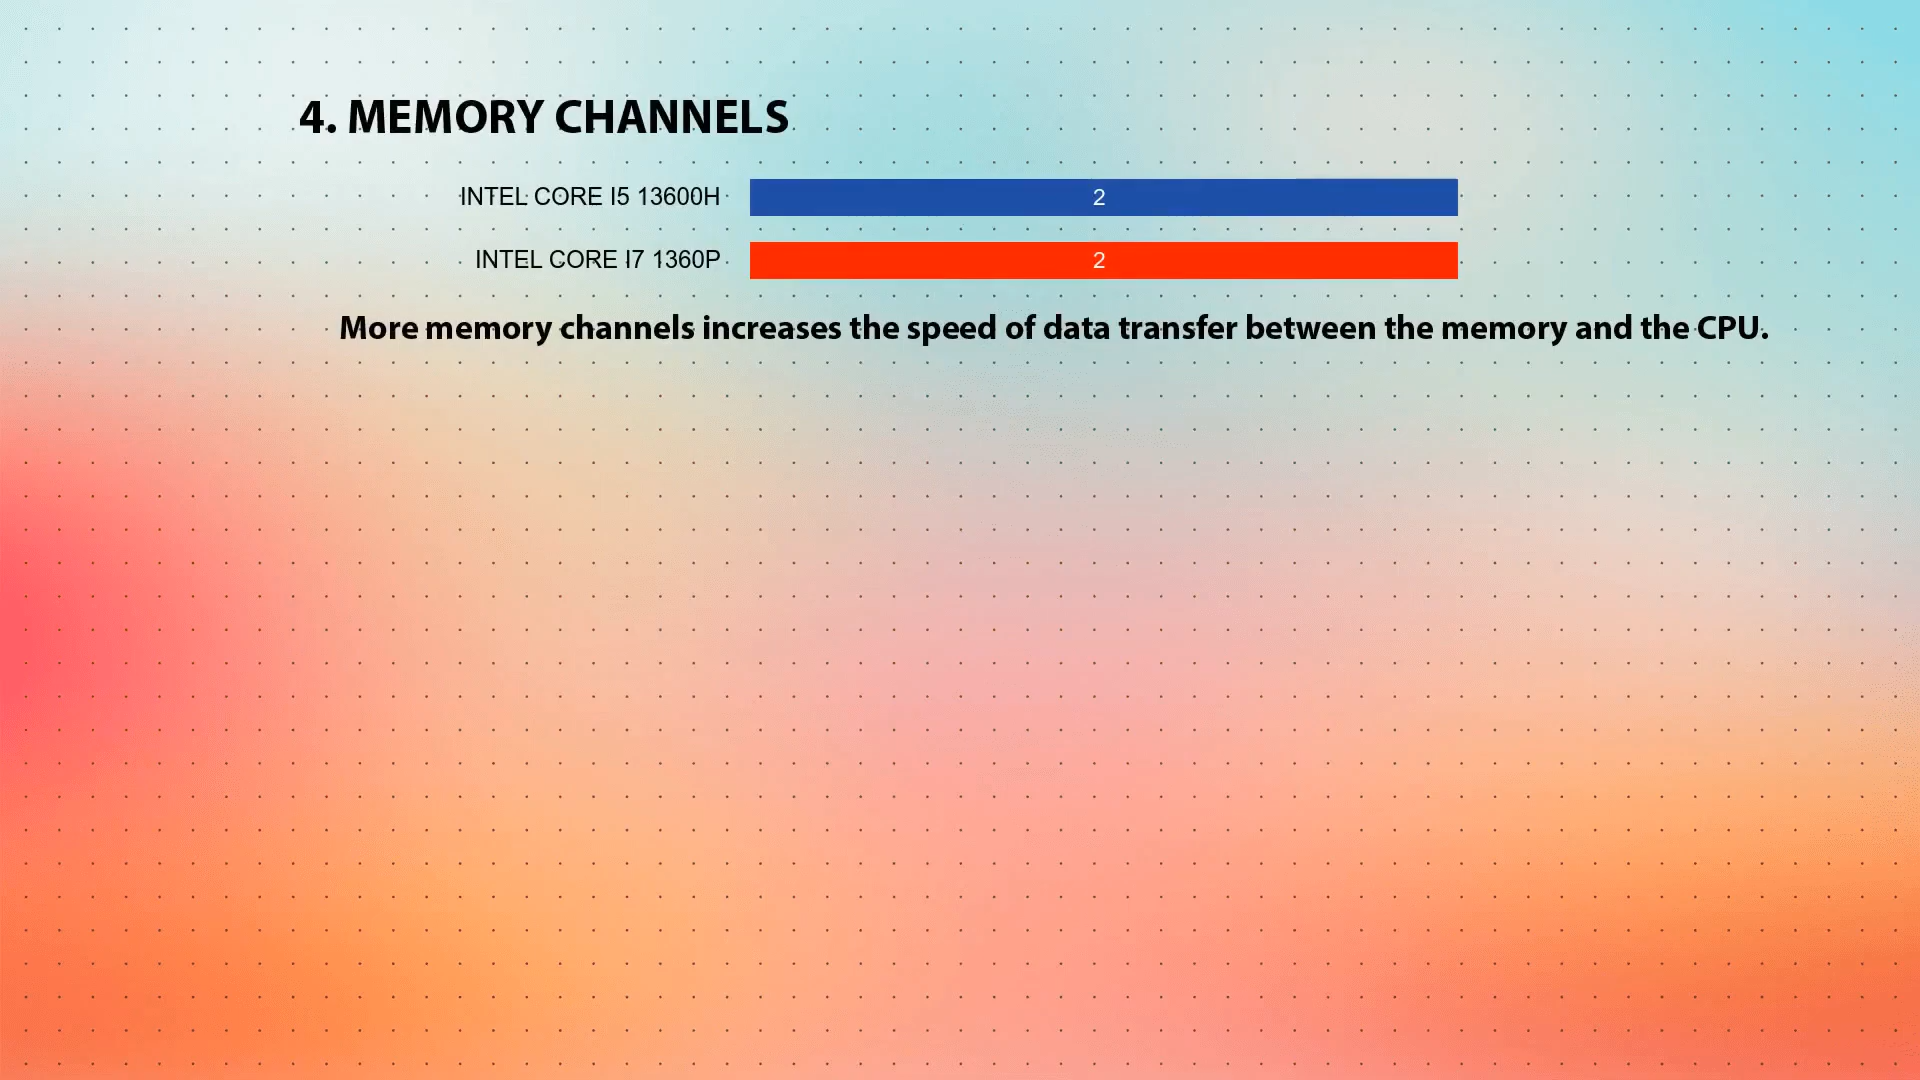 4. MEMORY CHANNELS
INTEL CORE I5 13600H 2
INTEL CORE I7 1360P 2
More memory channels increases the speed of data transfer between the memory and the CPU.